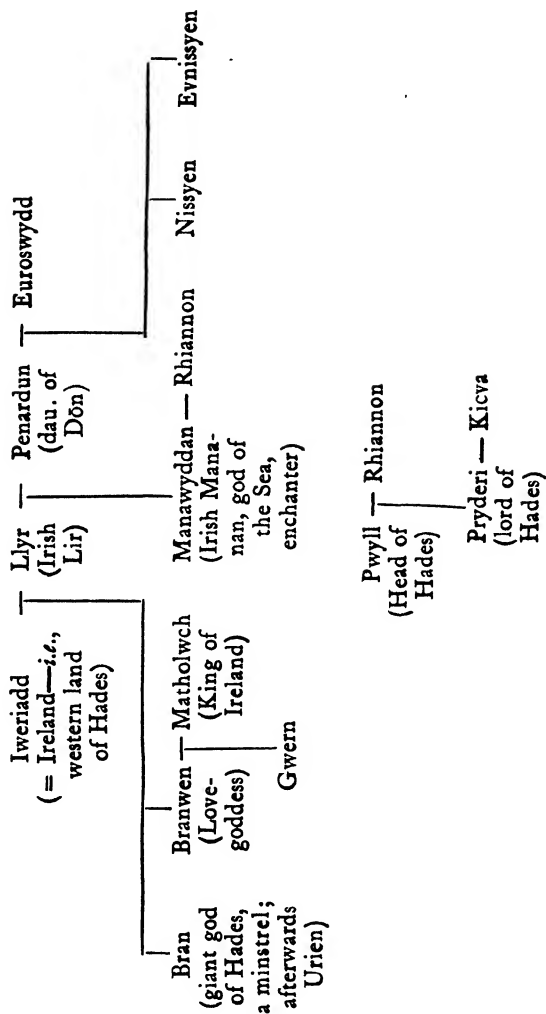 Iweriadd — Llyr — Penardun — Euroswydd
(= Ireland—i.e., (Irish (dau. of
western land Lir) Dōn)
of Hades)
Bran Branwen — Matholwch Manawyddan — Rhiannon Nissyen Evnissyen
(giant god (Love- (King of (Irish Mana-
of Hades, goddess) Ireland) nan, god of
a minstrel; the Sea,
afterwards enchanter)
Urien)
Gwern
Pwyll — Rhiannon
(Head of
Hades)
Pryderi — Kicva
(lord of
Hades)